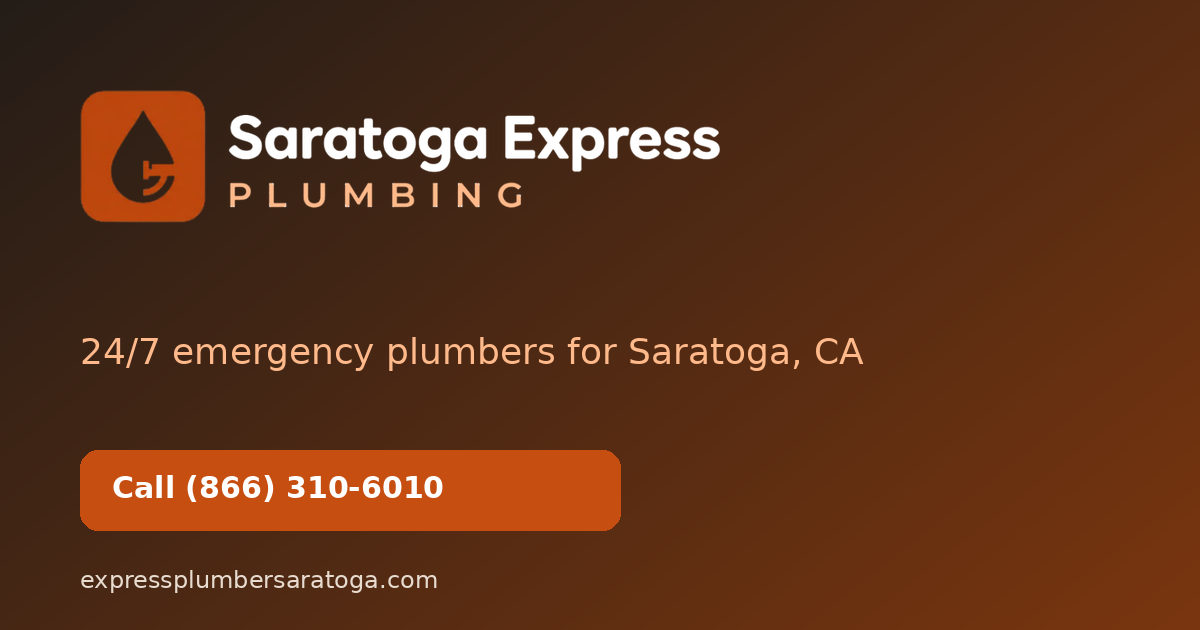 Saratoga Express
PLUMBING
24/7 emergency plumbers for Saratoga, CA
Call (866) 310-6010
expressplumbersaratoga.com